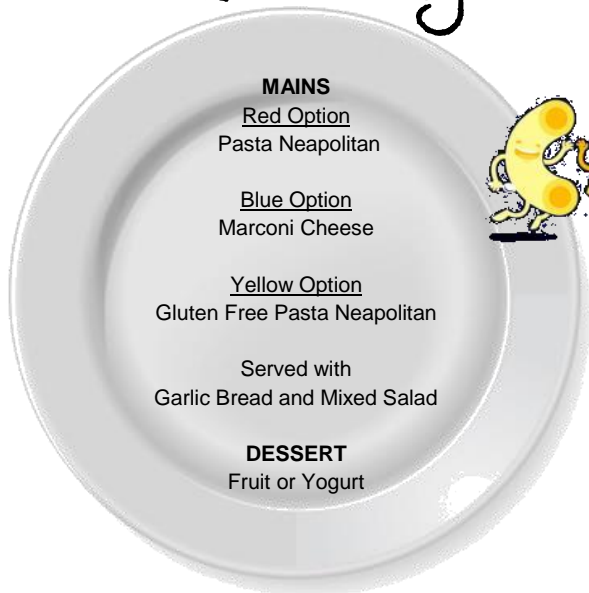 MAINS
Red Option
Pasta Neapolitan
Blue Option
Marconi Cheese
Yellow Option
Gluten Free Pasta Neapolitan
Served with
Garlic Bread and Mixed Salad
DESSERT
Fruit or Yogurt